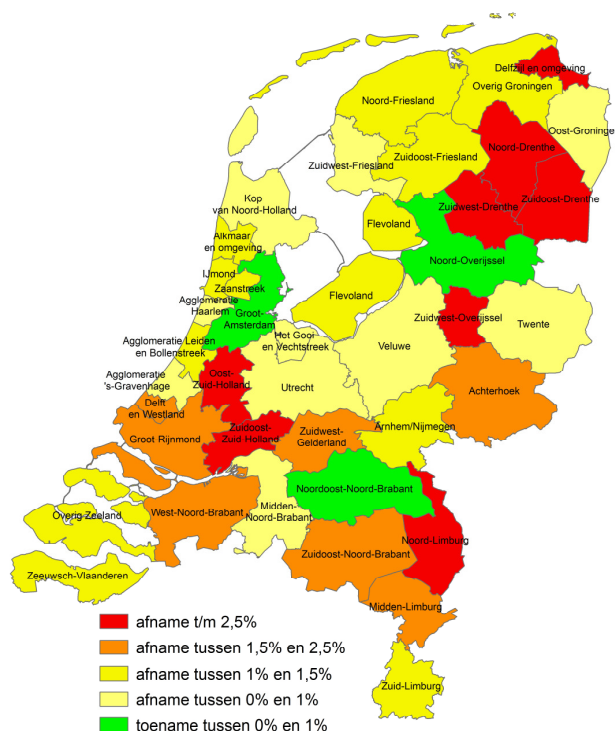 Delfzijl en omgeving
Overig Groningen
Noord-Friesland
Oost-Groninge
Noord-Drenthe
Zuidoost-Friesland
Zuidwest-Friesland
Zuidoost-Drenthe
Zuidwest-Drenthe
Kop
van Noord-Holland
Flevoland
Alkmaar
en omgeving
Noord-Overijssel
IJmond
Zaanstreek
Flevoland
Agglomeratie
Haarlem
Groot-
Amsterdam
Zuidwest-Overijssel
Twente
Het Gooi
en Vechtstreek
Agglomeratie Leiden
en Bollenstreek
Veluwe
Oost-
Zuid-Holland
Agglomeratie
's-Gravenhage
Utrecht
Achterhoek
Delft
en Westland
Zuidoost-
Zuid Holland
Zuidwest-
Gelderland
Arnhem/Nijmegen
Groot Rijnmond
Noordoost-Noord-Brabant
Midden-
Noord-Brabant
West-Noord-Brabant
Overig Zeeland
Noord-Limburg
Zuidoost-Noord-Brabant
Zeeuwsch-Vlaanderen
Midden-Limburg
Zuid-Limburg
afname t/m 2,5%
afname tussen 1,5% en 2,5%
afname tussen 1% en 1,5%
afname tussen 0% en 1%
toename tussen 0% en 1%